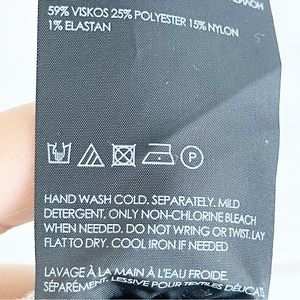 59% VISKOS 25% POLYESTER 15% NYLON
1% ELASTAN
P
HAND WASH COLD. SEPARATELY. MILD
DETERGENT. ONLY NON-CHLORINE BLEACH
WHEN NEEDED. DO NOT WRING OR TWIST. LAY
FLAT TO DRY. COOL IRON IF NEEDED
LAVAGE À LA MAIN À L'EAU FROIDE.
SÉPARÉMENT. LESSIVE POUR TEXTILES DÉLICATS.